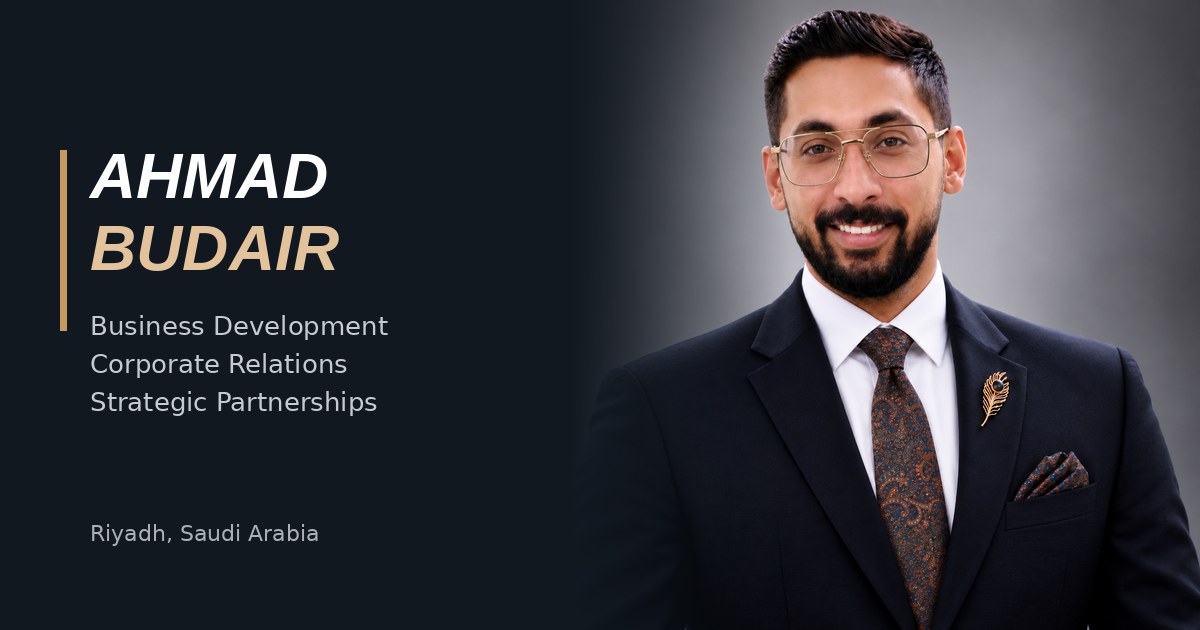 AHMAD
BUDAIR
Business Development
Corporate Relations
Strategic Partnerships
Riyadh, Saudi Arabia